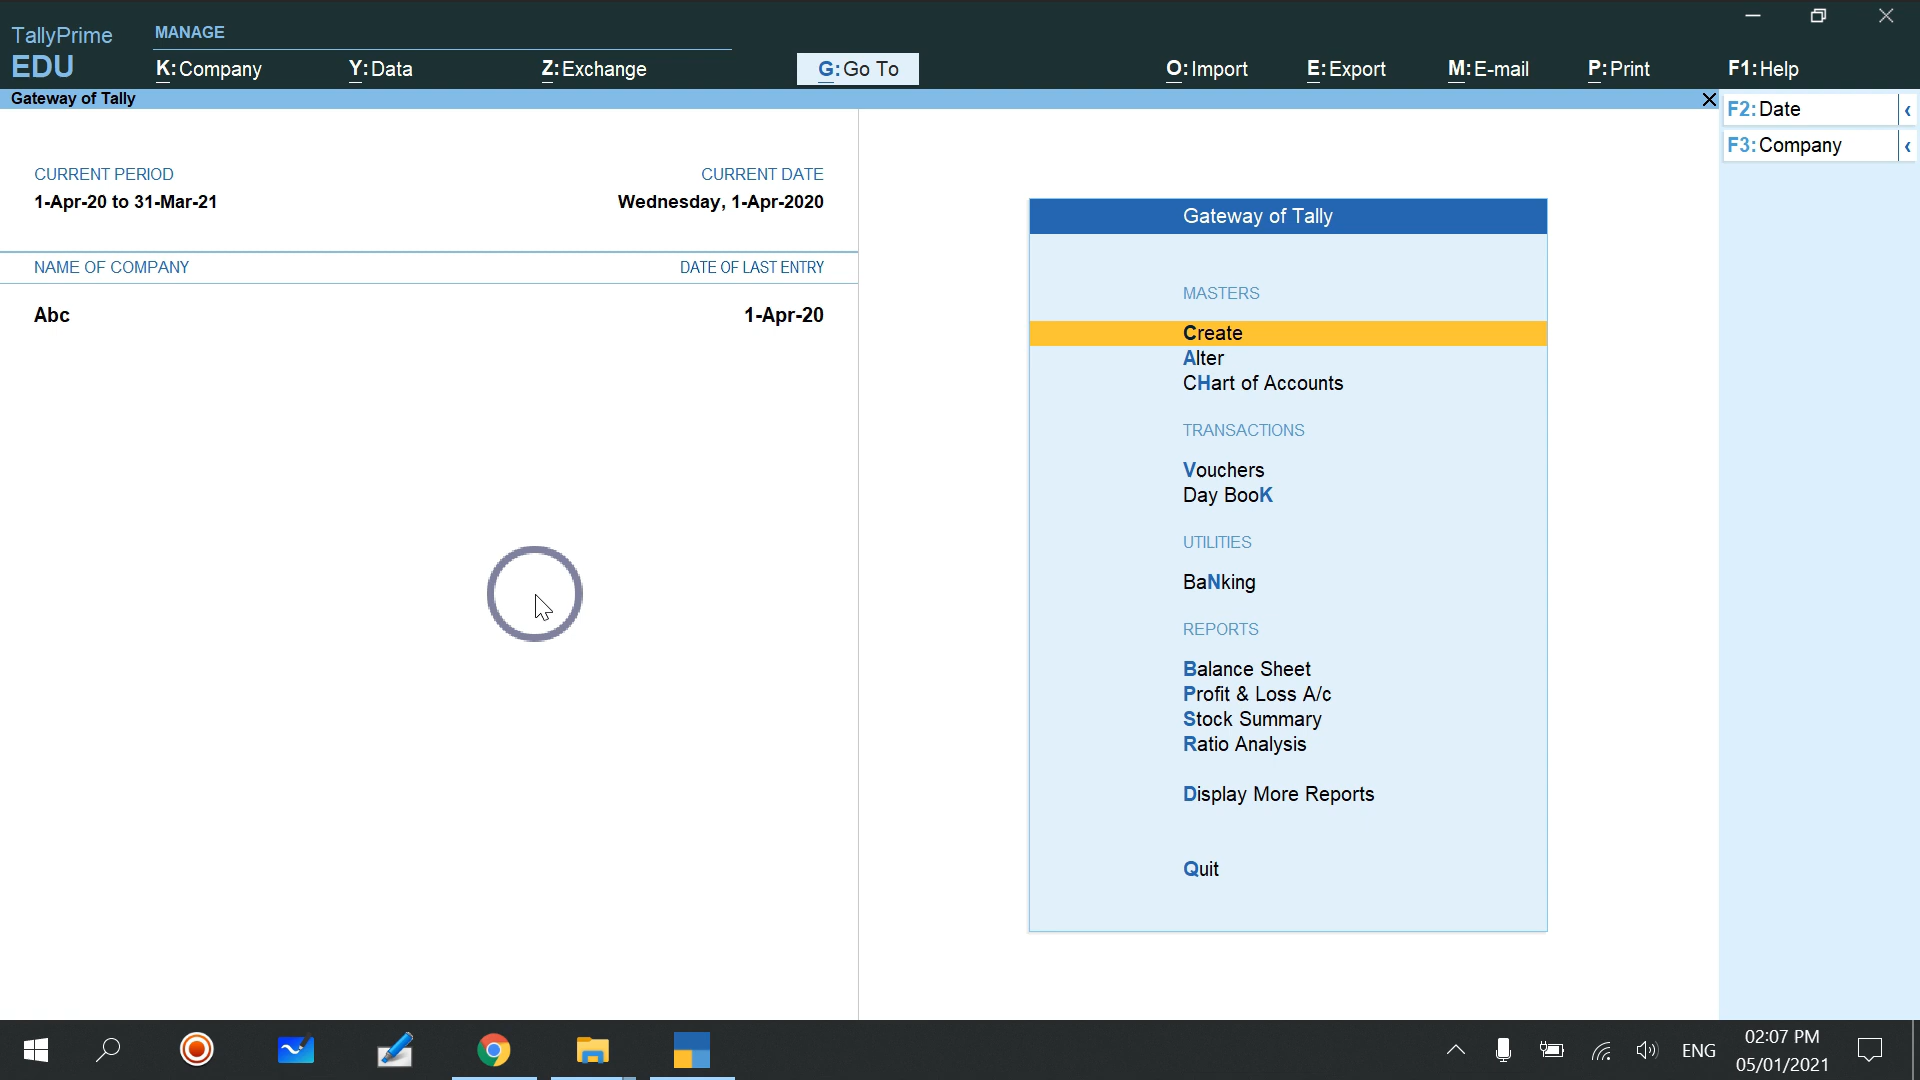 TallyPrime
EDU
MANAGE
K:Company
Y:Data
Z:Exchange
G:Go To
O:Import
E:Export
M:E-mail
P:Print
F1:Help
Gateway of Tally
F2:Date
F3:Company
CURRENT PERIOD
CURRENT DATE
1-Apr-20 to 31-Mar-21
Wednesday, 1-Apr-2020
NAME OF COMPANY
DATE OF LAST ENTRY
Abc
1-Apr-20
Gateway of Tally
MASTERS
Create
Alter
CHart of Accounts
TRANSACTIONS
Vouchers
Day BooK
UTILITIES
BaNking
REPORTS
Balance Sheet
Profit & Loss A/c
Stock Summary
Ratio Analysis
Display More Reports
Quit
ENG
02:07 PM
05/01/2021